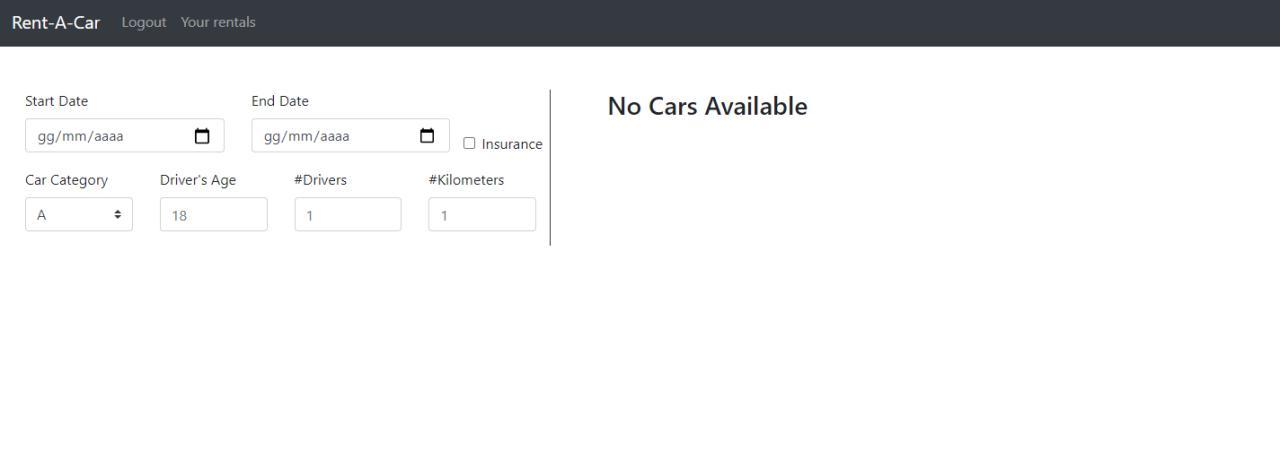 Rent-A-Car Logout Your rentals
Start Date End Date
gg/mm/aaaa gg/mm/aaaa Insurance
Car Category Driver's Age #Drivers #Kilometers
A 18 1 1
No Cars Available